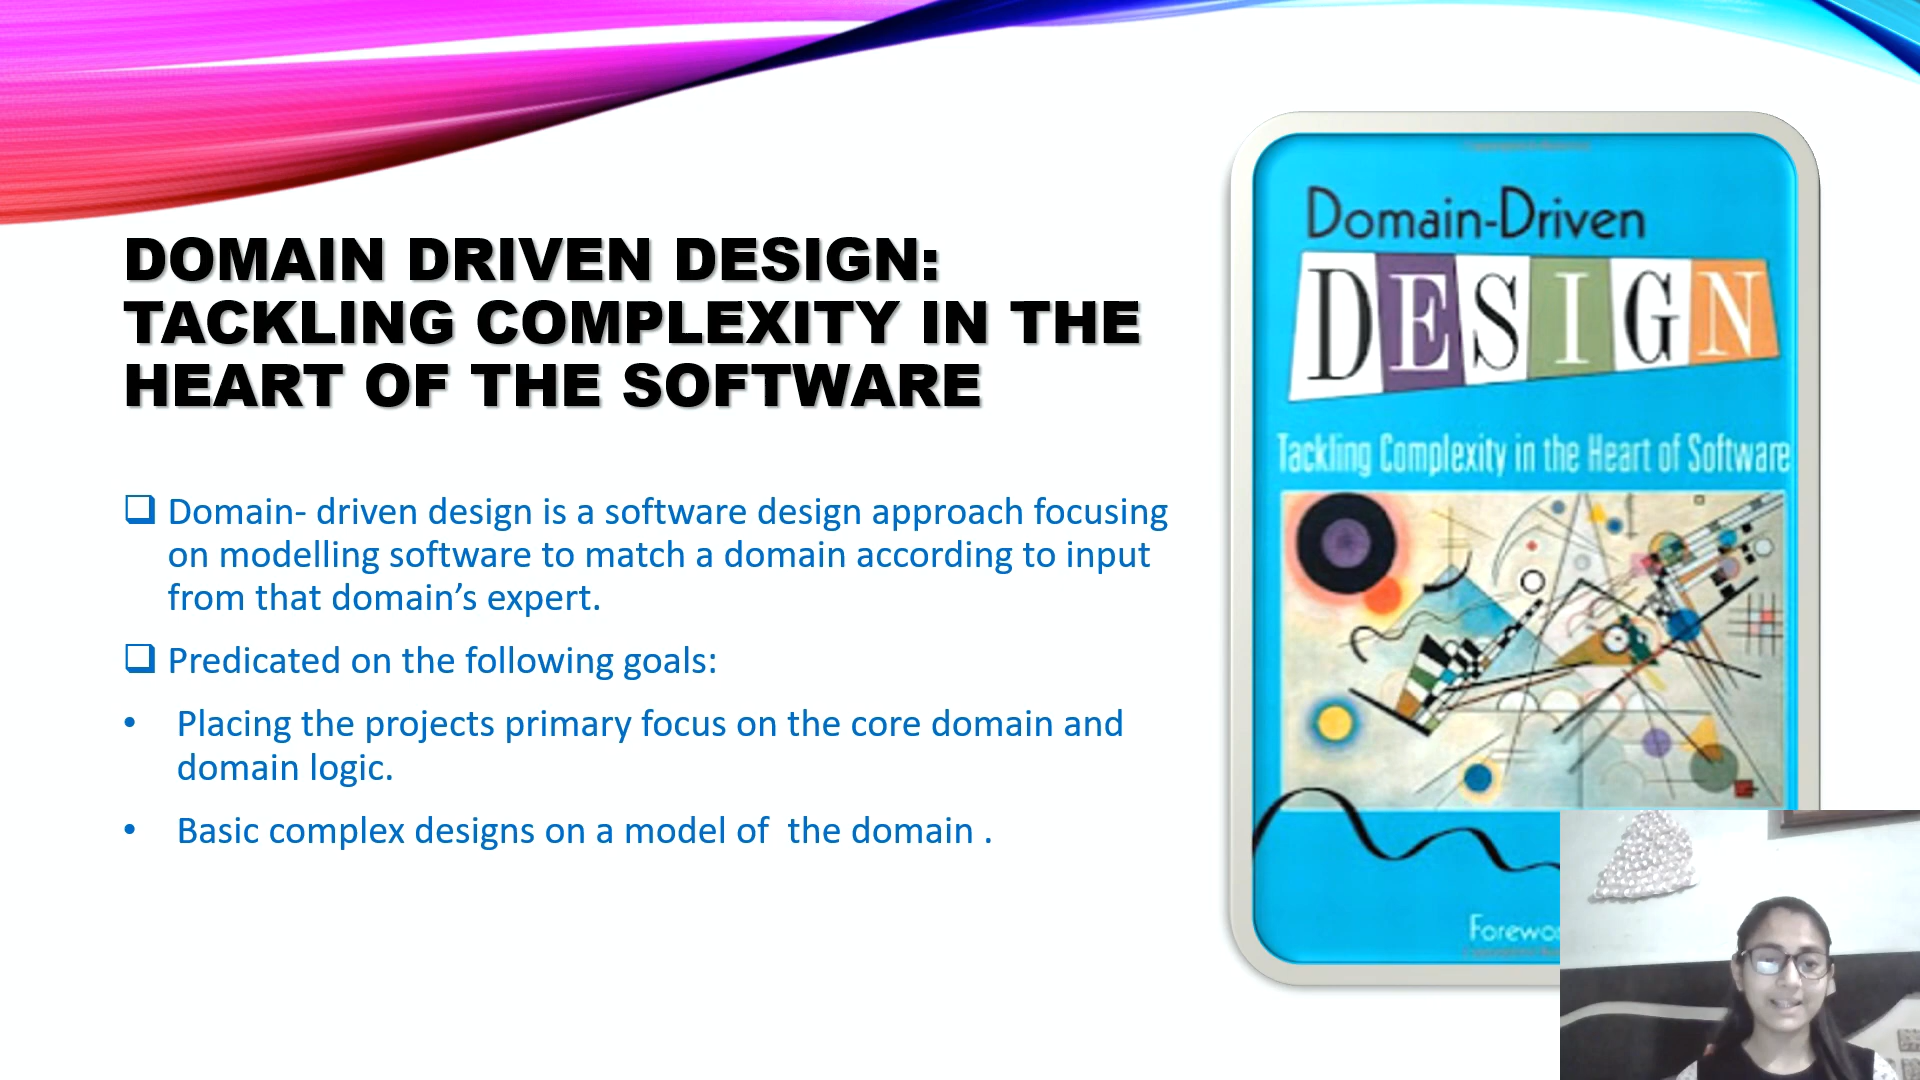 DOMAIN DRIVEN DESIGN:
TACKLING COMPLEXITY IN THE
HEART OF THE SOFTWARE
❑ Domain- driven design is a software design approach focusing
on modelling software to match a domain according to input
from that domain’s expert.
❑ Predicated on the following goals:
• Placing the projects primary focus on the core domain and
domain logic.
• Basic complex designs on a model of the domain .
Domain-Driven
DESIGN
Tackling Complexity in the Heart of Software